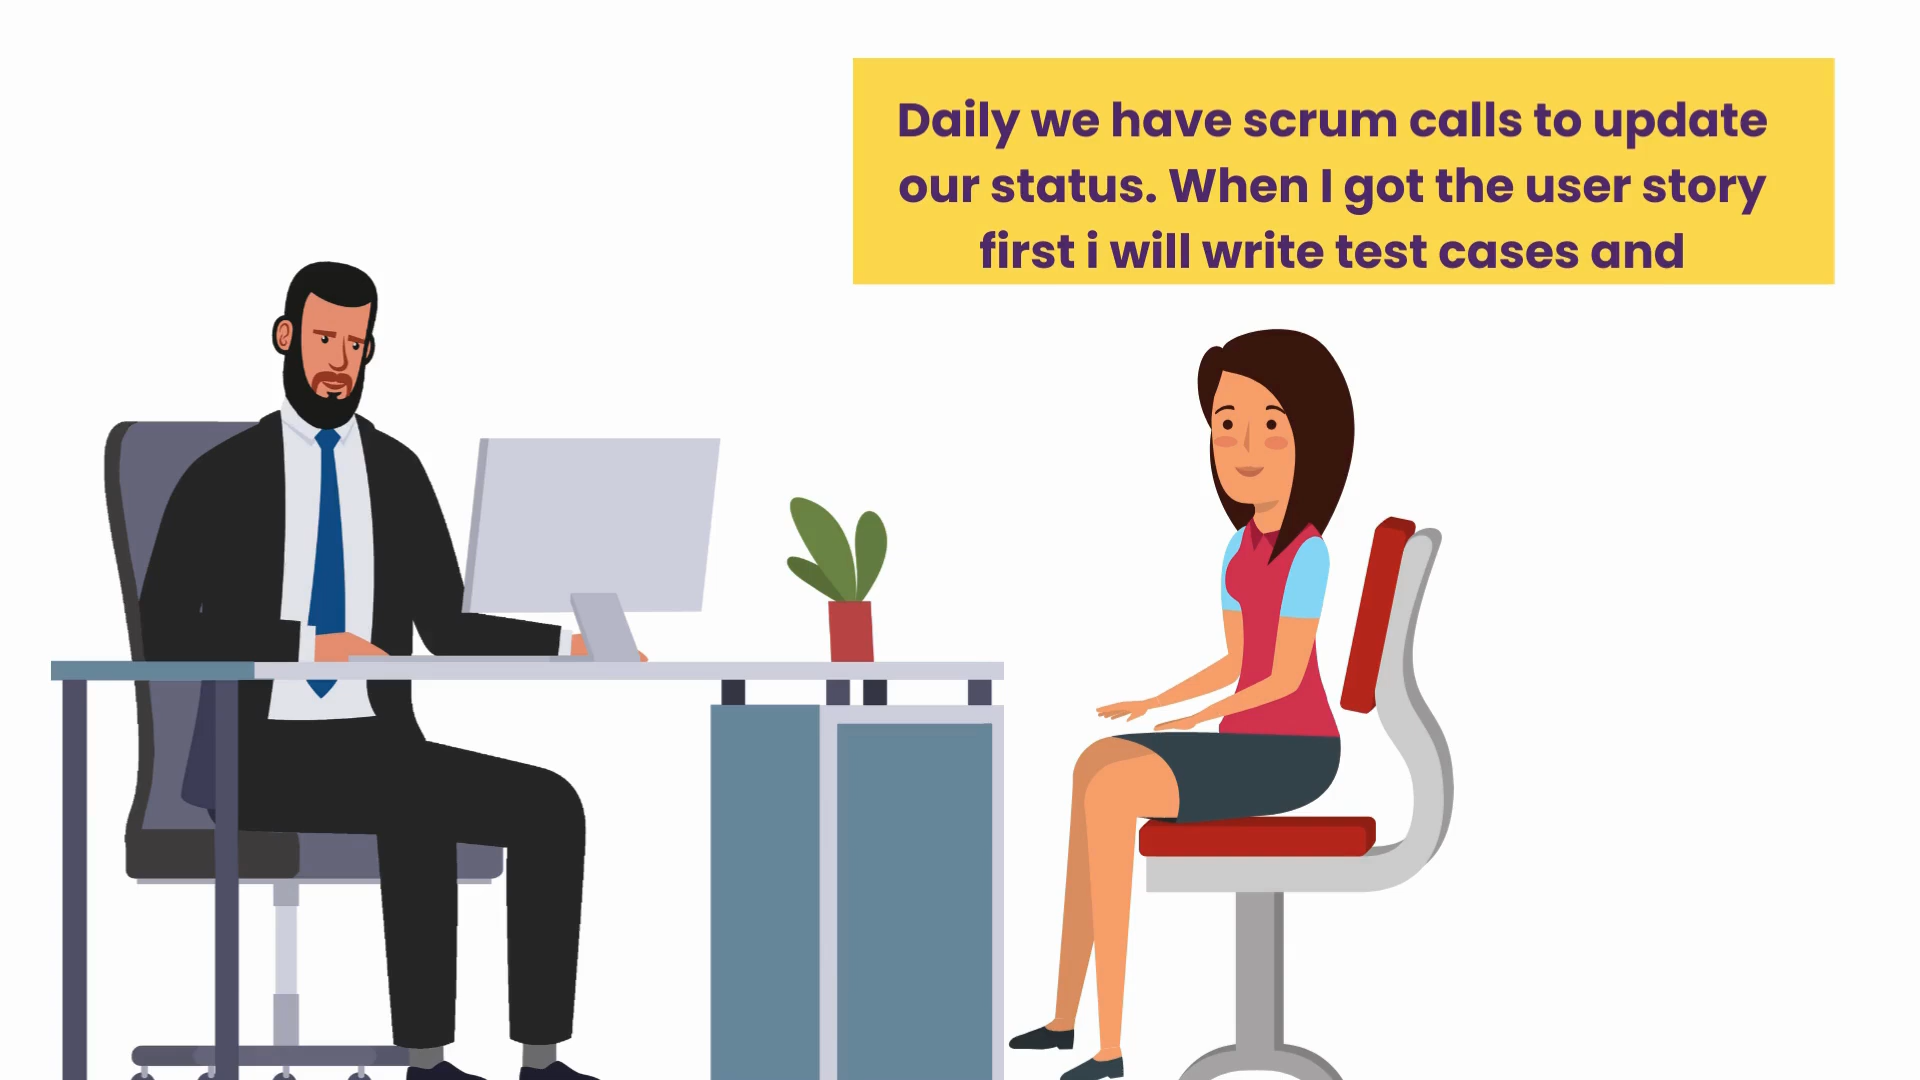 Daily we have scrum calls to update
our status. When I got the user story
first i will write test cases and